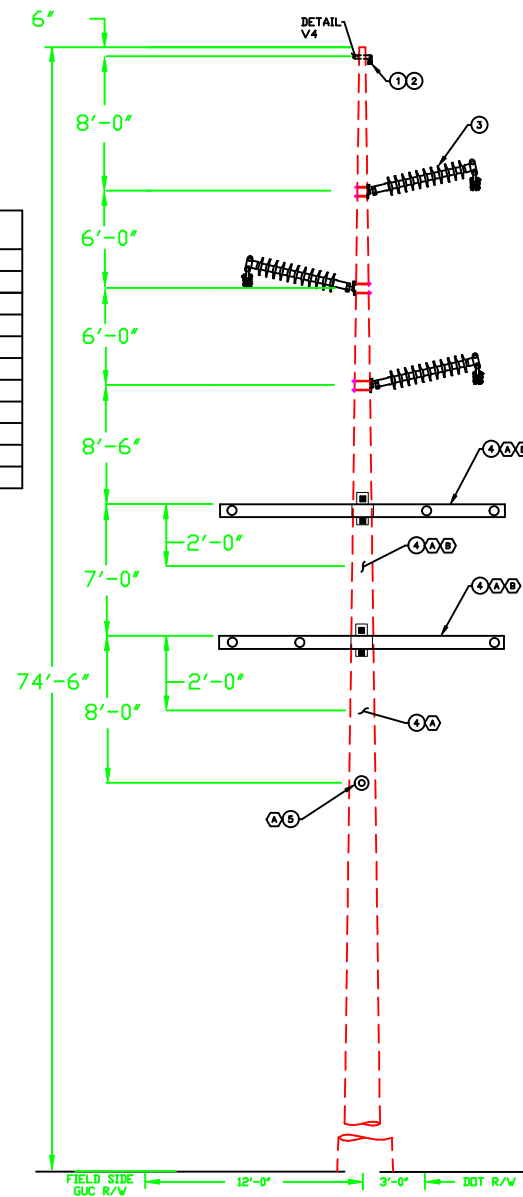 6"
DETAIL
V4
1 2
8'-0"
3
6'-0"
6'-0"
8'-6"
4 A
2'-0"
4 A B
7'-0"
4 A B
74'-6"
2'-0"
8'-0"
4 A
A 5
FIELD SIDE
GUC R/W
12'-0"
3'-0"
DOT R/W